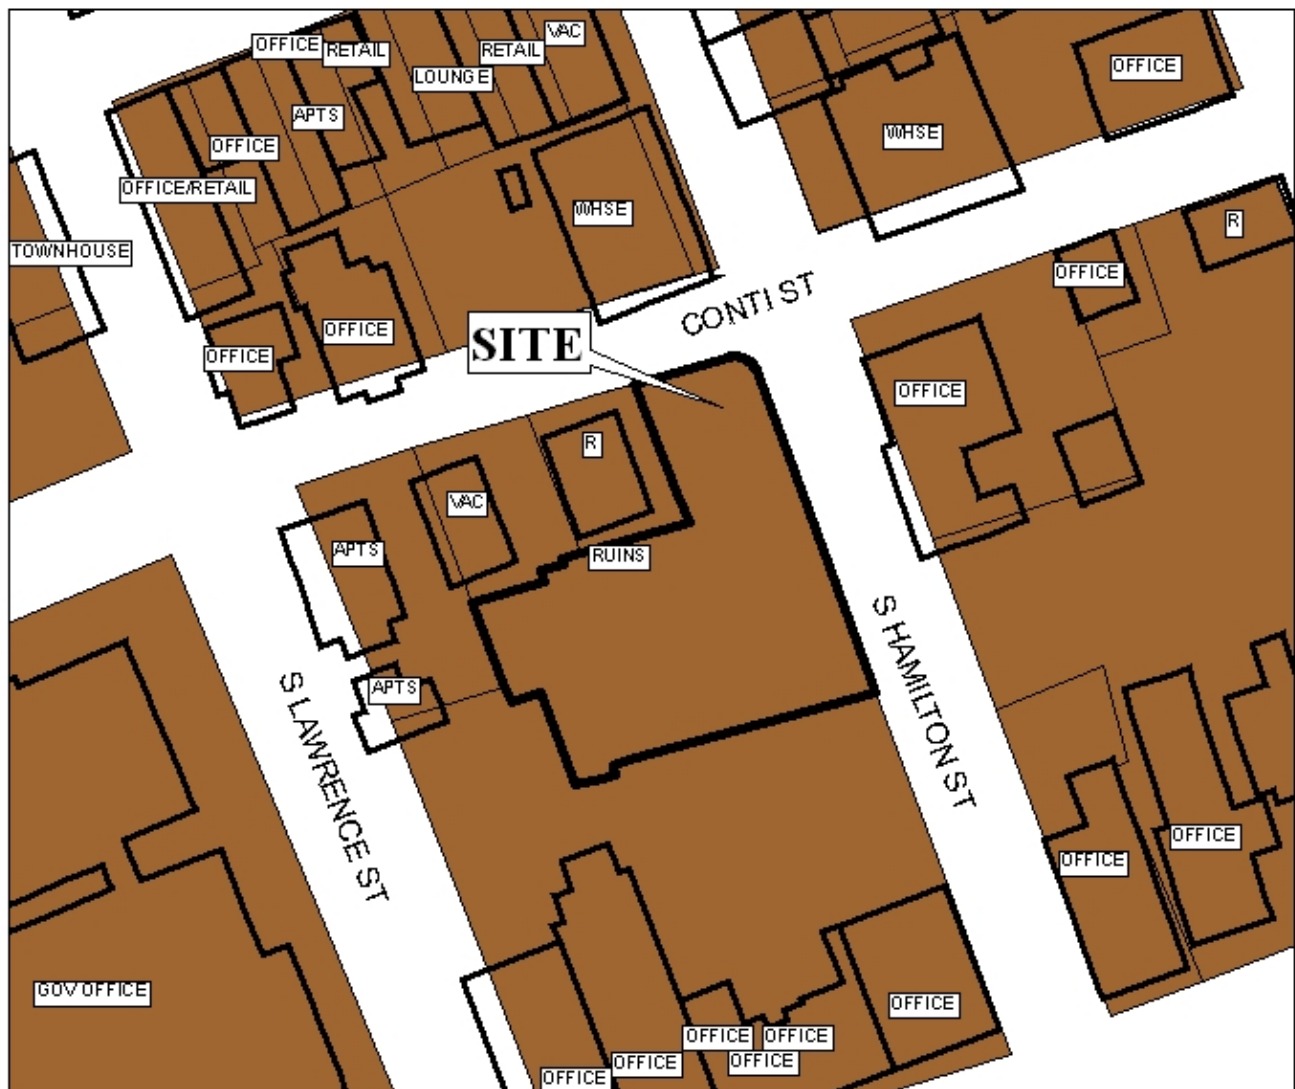 VAC
OFFICE
RETAIL
RETAIL
LOUNGE
OFFICE
APTS
WHSE
OFFICE
OFFICE/RETAIL
WHSE
R
TOWNHOUSE
OFFICE
CONTI ST
OFFICE
OFFICE
SITE
OFFICE
R
VAC
APTS
RUINS
S HAMILTON ST
APTS
S LAWRENCE ST
OFFICE
OFFICE
GOV OFFICE
OFFICE
OFFICE
OFFICE
OFFICE
OFFICE
OFFICE